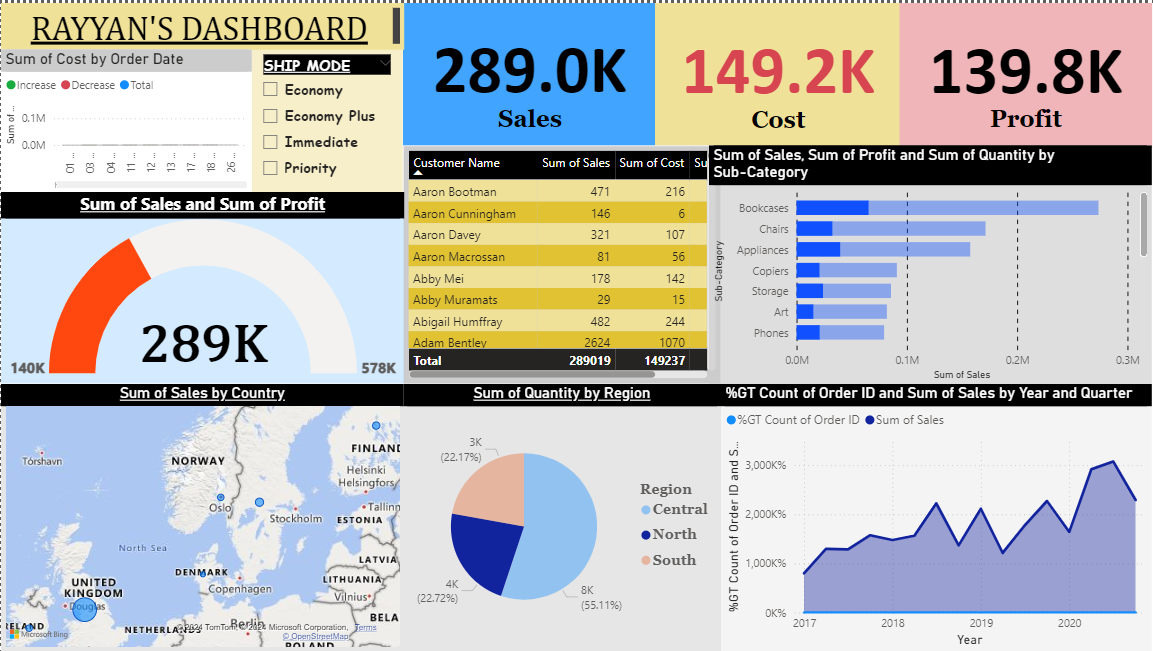 RAYYAN'S DASHBOARD
Sum of Cost by Order Date
Increase Decrease Total
Sum of ...
0.1M
0.0M
01 ...
03 ...
04 ...
11 ...
12 ...
13 ...
17 ...
26 ...
SHIP MODE
Economy
Economy Plus
Immediate
Priority
289.0K
Sales
149.2K
Cost
139.8K
Profit
Sum of Sales and Sum of Profit
289K
140K
578K
Customer Name Sum of Sales Sum of Cost Su
Aaron Bootman 471 216
Aaron Cunningham 146 6
Aaron Davey 321 107
Aaron Macrossan 81 56
Abby Mei 178 142
Abby Muramats 29 15
Abigail Humffray 482 244
Adam Bentley 2624 1070
Total 289019 149237
Sum of Sales, Sum of Profit and Sum of Quantity by
Sub-Category
Sub-Category
Bookcases
Chairs
Appliances
Copiers
Storage
Art
Phones
0.0M 0.1M 0.2M 0.3M
Sum of Sales
Sum of Sales by Country
Tórshavn
NORWAY
FINLAND
Helsinki
Helsingfors
Oslo
Stockholm
Tallinn
ESTONIA
North Sea
LATVIA
DENMARK
Copenhagen
LITHUANIA
Vilnius
UNITED
KINGDOM
Douglas
IRELAND
NETHERLANDS
Berlin
BELA
POLAND
Microsoft Bing
© 2024 TomTom, © 2024 Microsoft Corporation, Terms
© OpenStreetMap
Sum of Quantity by Region
3K
(22.17%)
4K
(22.72%)
8K
(55.11%)
Region
Central
North
South
%GT Count of Order ID and Sum of Sales by Year and Quarter
%GT Count of Order ID Sum of Sales
%GT Count of Order ID and S...
3,000K%
2,000K%
1,000K%
0K%
2017 2018 2019 2020
Year